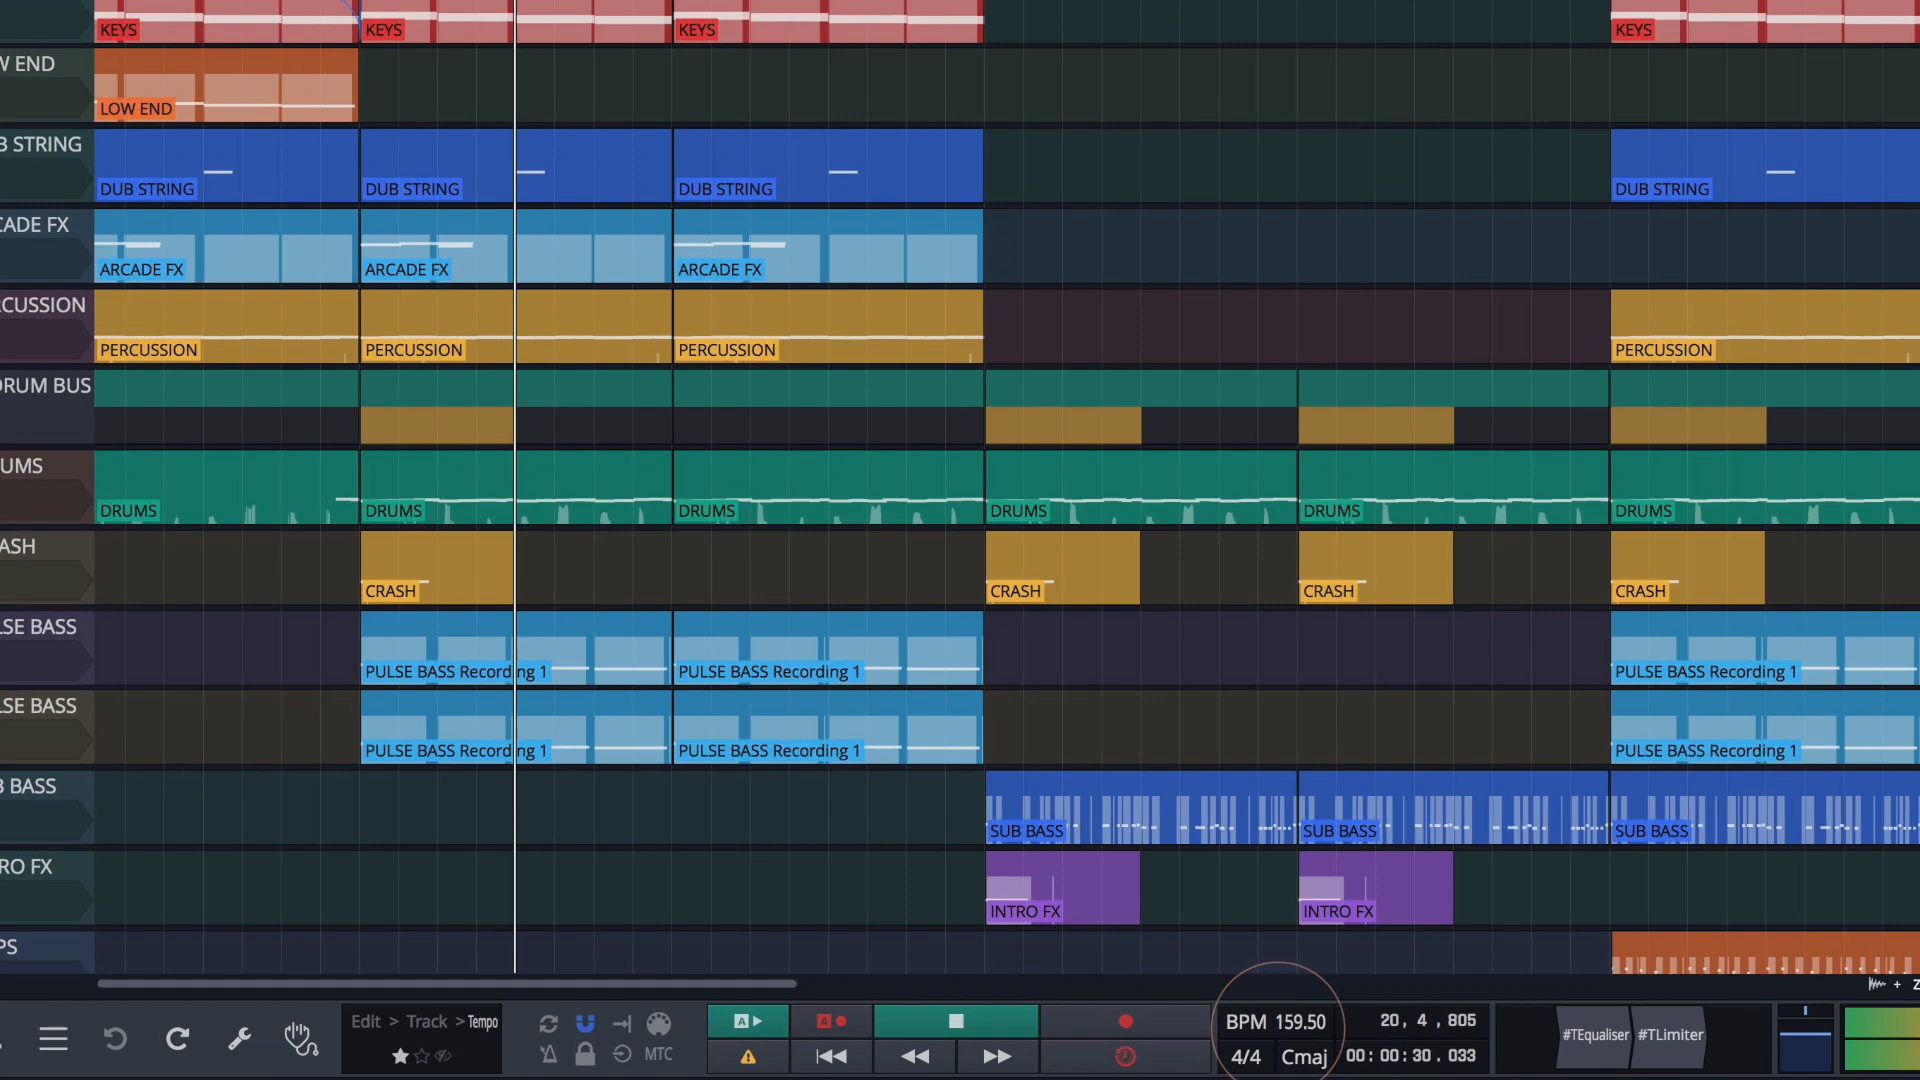 KEYS KEYS KEYS KEYS
W END
LOW END
B STRING
DUB STRING DUB STRING DUB STRING DUB STRING
CADE FX
ARCADE FX ARCADE FX ARCADE FX
RCUSSION
PERCUSSION PERCUSSION PERCUSSION PERCUSSION
DRUM BUS
UMS
DRUMS DRUMS DRUMS DRUMS DRUMS DRUMS
ASH
CRASH CRASH CRASH CRASH
LSE BASS
PULSE BASS Recording 1 PULSE BASS Recording 1 PULSE BASS Recording 1
LSE BASS
PULSE BASS Recording 1 PULSE BASS Recording 1 PULSE BASS Recording 1
B BASS
SUB BASS SUB BASS SUB BASS
RO FX
INTRO FX INTRO FX
PS
+ Z
Edit > Track > Tempo
MTC
A A
BPM 159.50 20, 4, 805
4/4 Cmaj 00:00:30.033
#TEqualiser #TLimiter